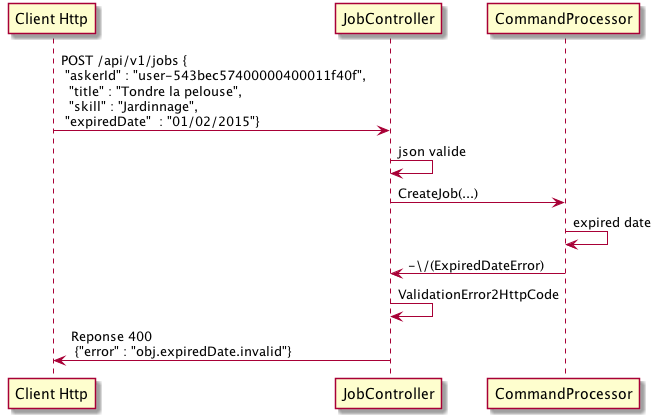 Client Http
JobController
CommandProcessor
POST /api/v1/jobs {
"askerId" : "user-543bec57400000400011f40f",
"title" : "Tondre la pelouse",
"skill" : "Jardinnage",
"expiredDate" : "01/02/2015"}
json valide
CreateJob(...)
expired date
-\/(ExpiredDateError)
ValidationError2HttpCode
Reponse 400
{"error" : "obj.expiredDate.invalid"}
Client Http
JobController
CommandProcessor